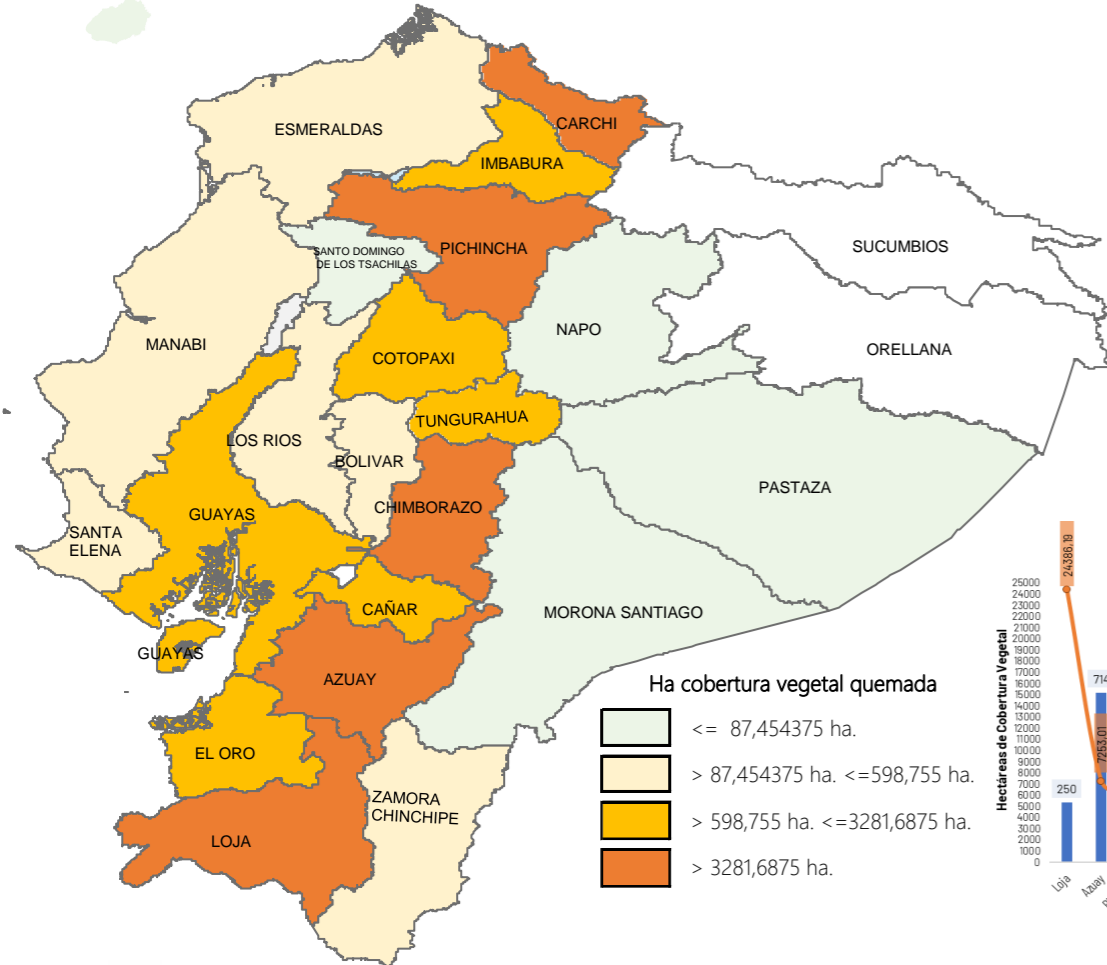 ESMERALDAS
CARCHI
IMBABURA
PICHINCHA
SUCUMBIOS
SANTO DOMINGO
DE LOS TSACHILAS
NAPO
ORELLANA
MANABI
COTOPAXI
TUNGURAHUA
LOS RIOS
BOLIVAR
PASTAZA
CHIMBORAZO
GUAYAS
SANTA
ELENA
CAÑAR
MORONA SANTIAGO
GUAYAS
AZUAY
EL ORO
ZAMORA
CHINCHIPE
LOJA
Ha cobertura vegetal quemada
<= 87,454375 ha.
> 87,454375 ha. <=598,755 ha.
> 598,755 ha. <=3281,6875 ha.
> 3281,6875 ha.
Hectáreas de Cobertura Vegetal
25000
24000
23000
22000
21000
20000
19000
18000
17000
16000
15000
14000
13000
12000
11000
10000
9000
8000
7000
6000
5000
4000
3000
2000
1000
0
24386,19
714
7253,01
250
Loja
Azuay